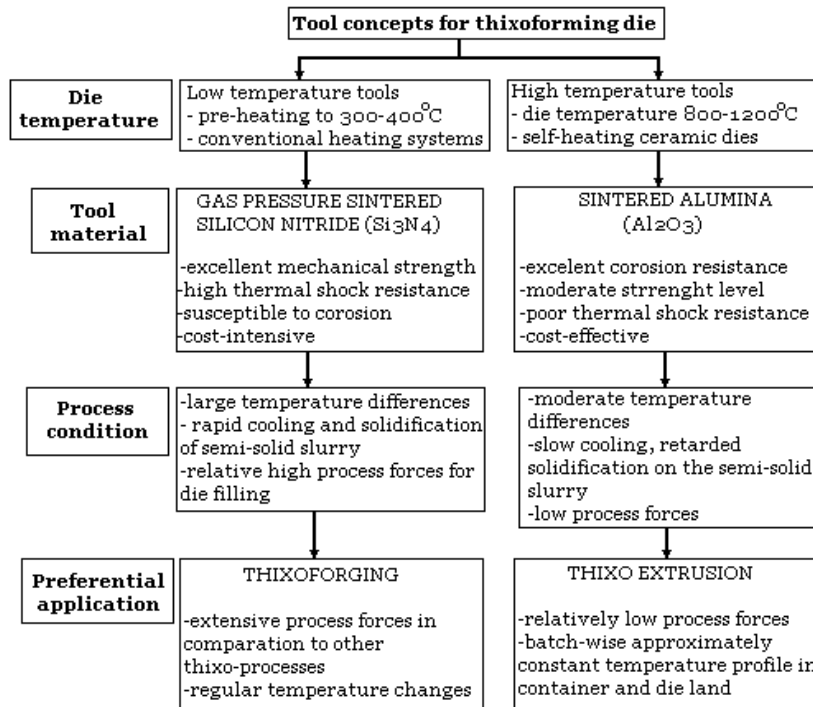 Tool concepts for thixoforming die
Die
temperature
Low temperature tools
- pre-heating to 300-400°C
- conventional heating systems
High temperature tools
- die temperature 800-1200°C
- self-heating ceramic dies
Tool
material
GAS PRESSURE SINTERED
SILICON NITRIDE (Si3N4)
-excellent mechanical strength
-high thermal shock resistance
-susceptible to corosion
-cost-intensive
SINTERED ALUMINA
(Al2O3)
-excelent corosion resistance
-moderate strrenght level
-poor thermal shock resistance
-cost-effective
Process
condition
-large temperature differences
- rapid cooling and solidification
of semi-solid slurry
-relative high process forces for
die filling
-moderate temperature
differences
-slow cooling, retarded
solidification on the semi-solid
slurry
-low process forces
Preferential
application
THIXOFORGING
-extensive process forces in
comparation to other
thixo-processes
-regular temperature changes
THIXO EXTRUSION
-relatively low process forces
-batch-wise approximately
constant temperature profile in
container and die land